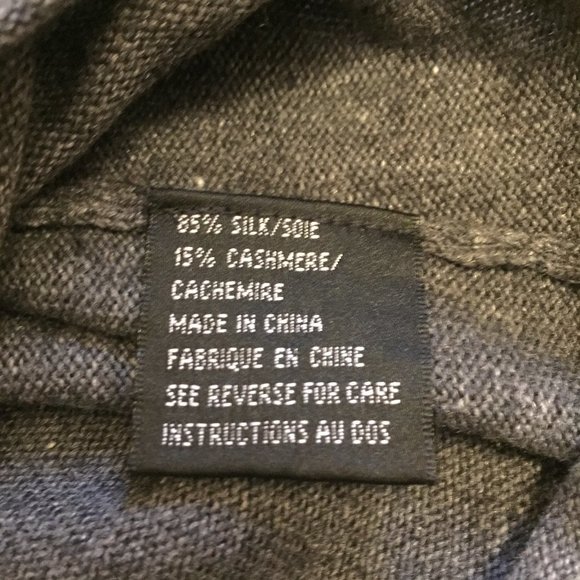 85% SILK/SOIE
15% CASHMERE/
CACHEMIRE
MADE IN CHINA
FABRIQUE EN CHINE
SEE REVERSE FOR CARE
INSTRUCTIONS AU DOS